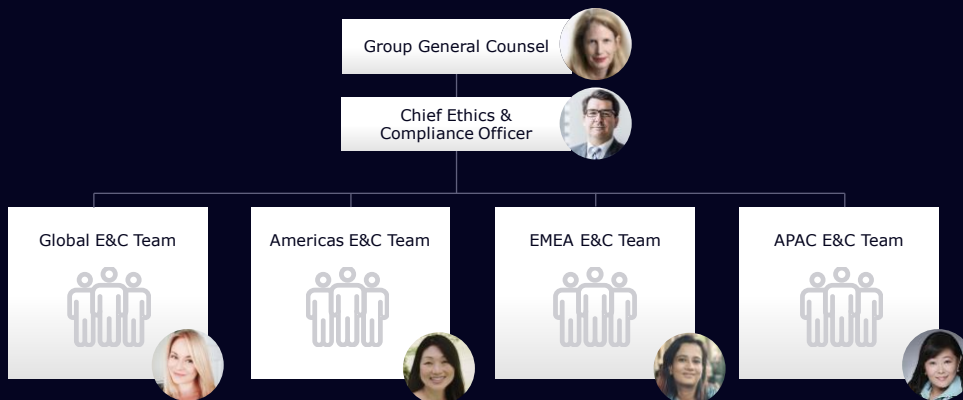 Group General Counsel
Chief Ethics &
Compliance Officer
Global E&C Team
Americas E&C Team
EMEA E&C Team
APAC E&C Team